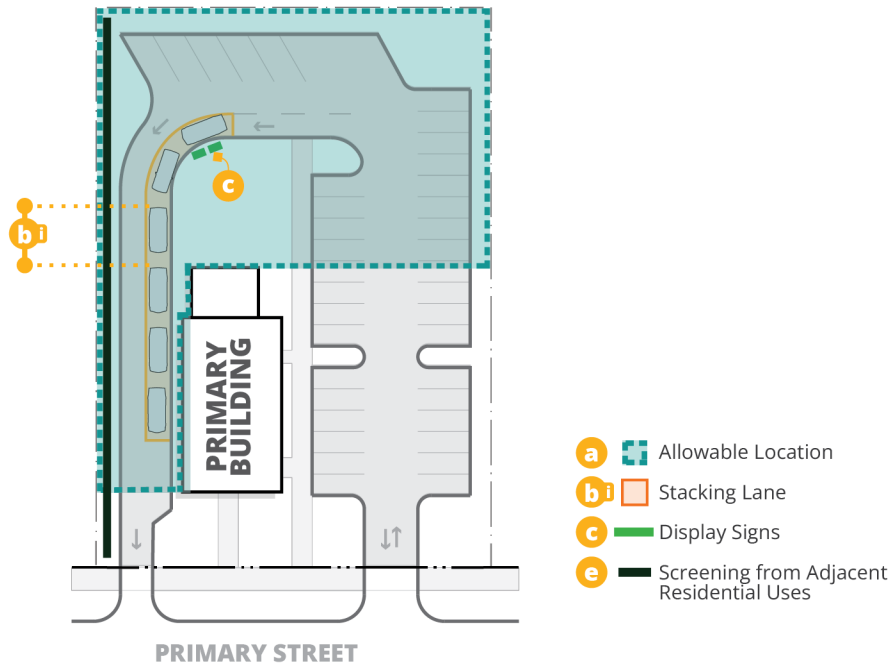 c
b i
PRIMARY
BUILDING
a Allowable Location
b i Stacking Lane
c Display Signs
e Screening from Adjacent
Residential Uses
PRIMARY STREET